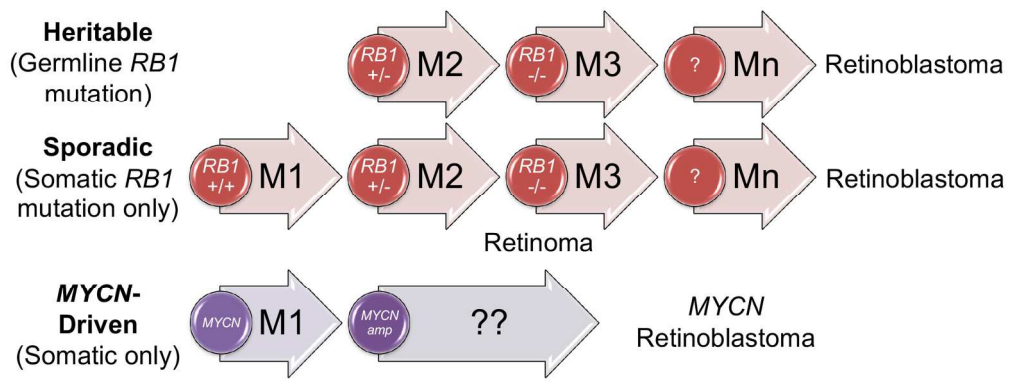 Heritable
(Germline RB1
mutation)
RB1
+/-
M2
RB1
-/-
M3
?
Mn
Retinoblastoma
Sporadic
(Somatic RB1
mutation only)
RB1
+/+
M1
RB1
+/-
M2
RB1
-/-
M3
?
Mn
Retinoblastoma
Retinoma
MYCN-
Driven
(Somatic only)
MYCN
M1
MYCN
amp
??
MYCN
Retinoblastoma